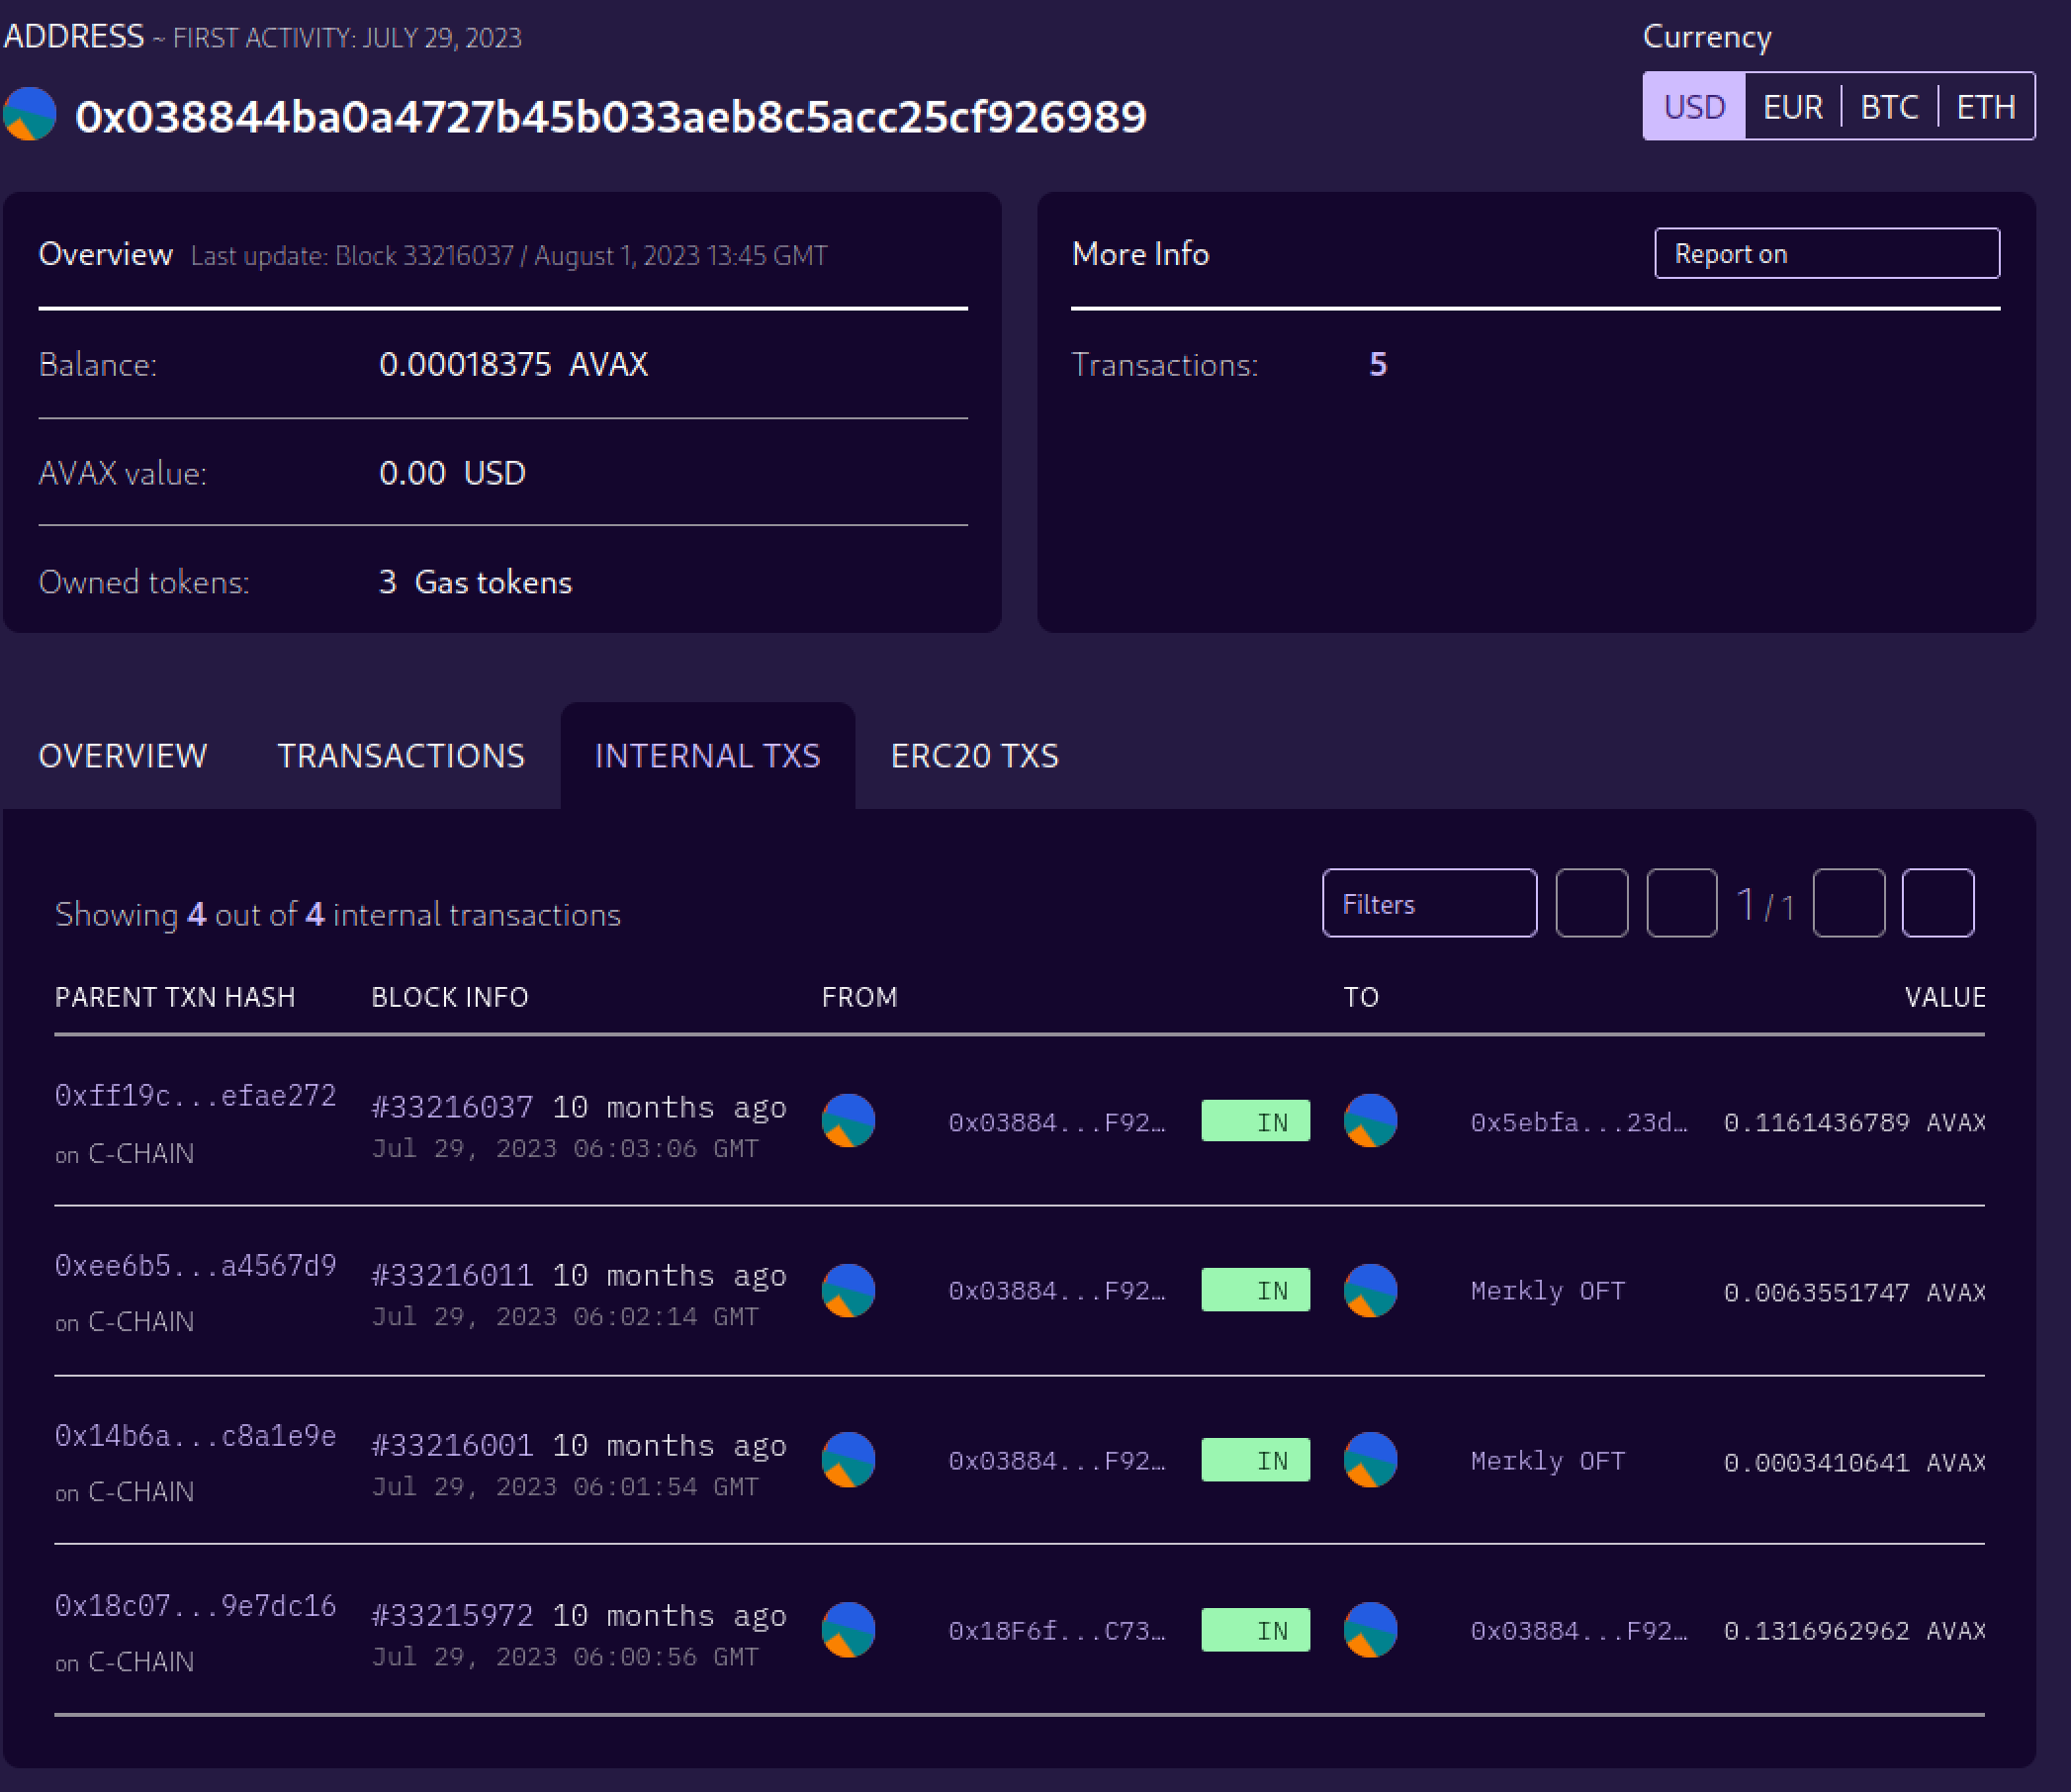 ADDRESS ~ FIRST ACTIVITY: JULY 29, 2023
Currency
0x038844ba0a4727b45b033aeb8c5acc25cf926989
USD EUR BTC ETH
Overview Last update: Block 33216037 / August 1, 2023 13:45 GMT
More Info
Report on
Balance: 0.00018375 AVAX
Transactions: 5
AVAX value: 0.00 USD
Owned tokens: 3 Gas tokens
OVERVIEW TRANSACTIONS INTERNAL TXS ERC20 TXS
Showing 4 out of 4 internal transactions
Filters 1 / 1
PARENT TXN HASH BLOCK INFO FROM TO VALUE
0xff19c...efae272 #33216037 10 months ago 0x03884...F92… IN 0x5ebfa...23d… 0.1161436789 AVAX
on C-CHAIN Jul 29, 2023 06:03:06 GMT
0xee6b5...a4567d9 #33216011 10 months ago 0x03884...F92… IN Merkly OFT 0.0063551747 AVAX
on C-CHAIN Jul 29, 2023 06:02:14 GMT
0x14b6a...c8a1e9e #33216001 10 months ago 0x03884...F92… IN Merkly OFT 0.0003410641 AVAX
on C-CHAIN Jul 29, 2023 06:01:54 GMT
0x18c07...9e7dc16 #33215972 10 months ago 0x18F6f...C73… IN 0x03884...F92… 0.1316962962 AVAX
on C-CHAIN Jul 29, 2023 06:00:56 GMT